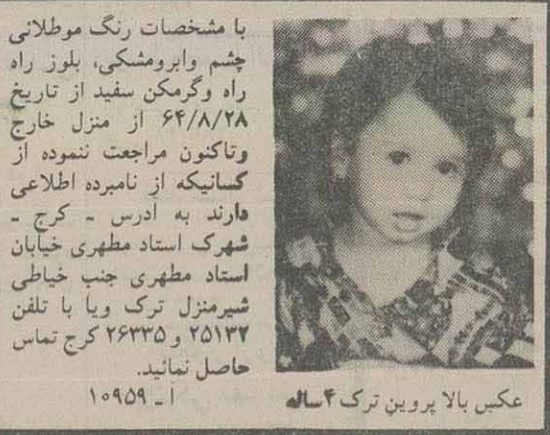 عکس بالا پروین ترک ۴ ساله
با مشخصات رنگ موطلائی
چشم وابرومشکی، بلوز راه
راه وگرمکن سفید از تاریخ
۶۴/۸/۲۸ از منزل خارج
وتاکنون مراجعت ننموده از
کسانیکه از نامبرده اطلاعی
دارند به آدرس ـ کرج ـ
شهرک استاد مطهری خیابان
استاد مطهری جنب خیاطی
شیرمنزل ترک ویا با تلفن
۲۵۱۳۲ و ۲۶۳۳۵ کرج تماس
حاصل نمائید.
۱ـ ۱۰۹۵۹